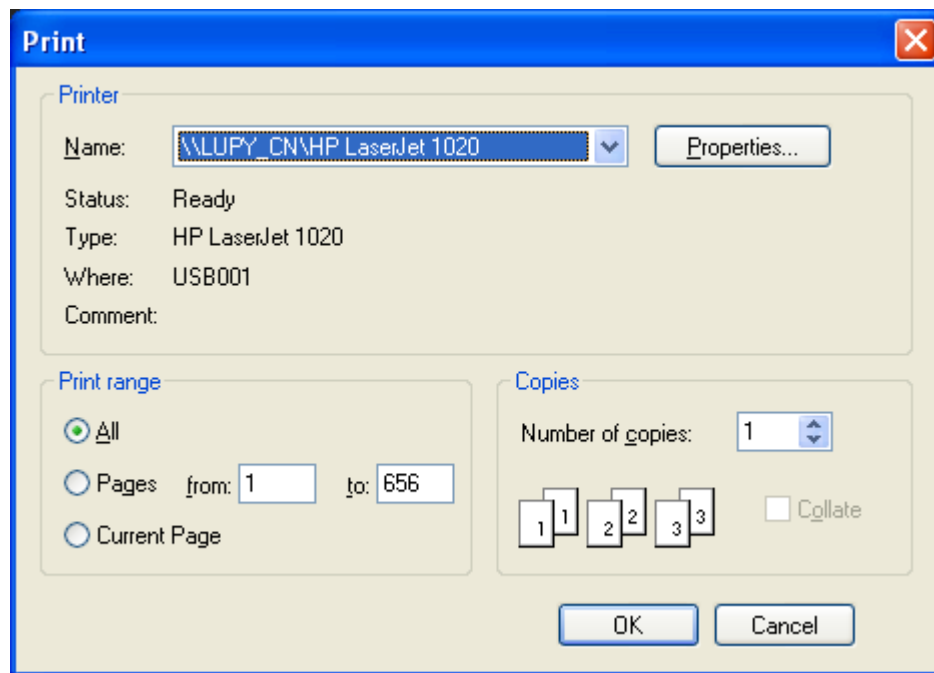 Print
Printer
Name: \\LUPY_CN\HP LaserJet 1020 Properties...
Status: Ready
Type: HP LaserJet 1020
Where: USB001
Comment:
Print range
All
Pages from: 1 to: 656
Current Page
Copies
Number of copies: 1
1 1 2 2 3 3 Collate
OK Cancel